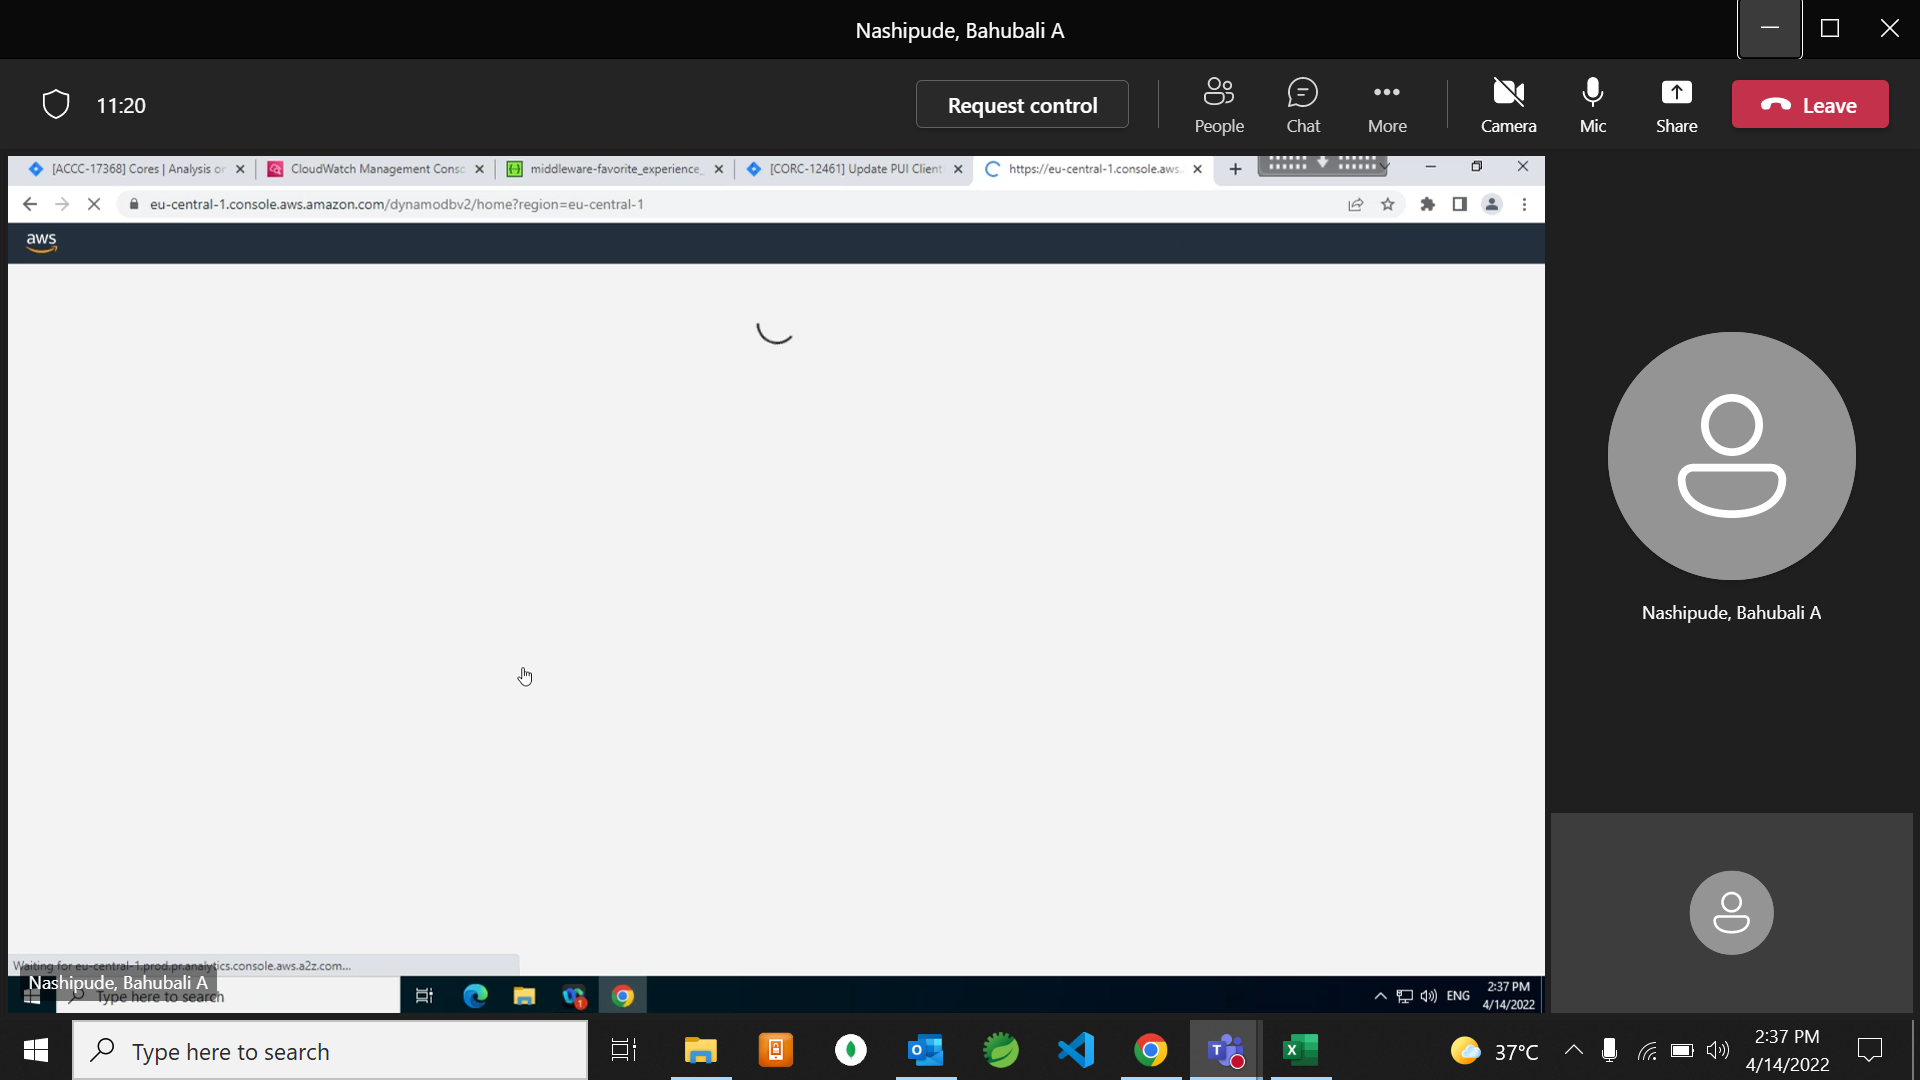 Nashipude, Bahubali A
11:20
Request control
People
Chat
More
Camera
Mic
Share
Leave
[ACCC-17368] Cores | Analysis or
CloudWatch Management Consc
middleware-favorite_experience_
[CORC-12461] Update PUI Client
https://eu-central-1.console.aws.
eu-central-1.console.aws.amazon.com/dynamodbv2/home?region=eu-central-1
aws
Nashipude, Bahubali A
Waiting for eu-central-1.prod.pr.analytics.console.aws.a2z.com...
Nashipude, Bahubali A
Type here to search
1
ENG
2:37 PM
4/14/2022
Type here to search
37°C
2:37 PM
4/14/2022